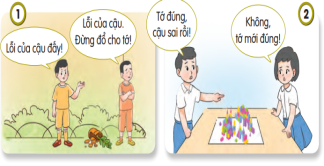 1
Lỗi của cậu đấy!
Lỗi của cậu.
Đừng đổ cho tớ!
Tớ đúng,
cậu sai rồi!
2
Không,
tớ mới đúng!